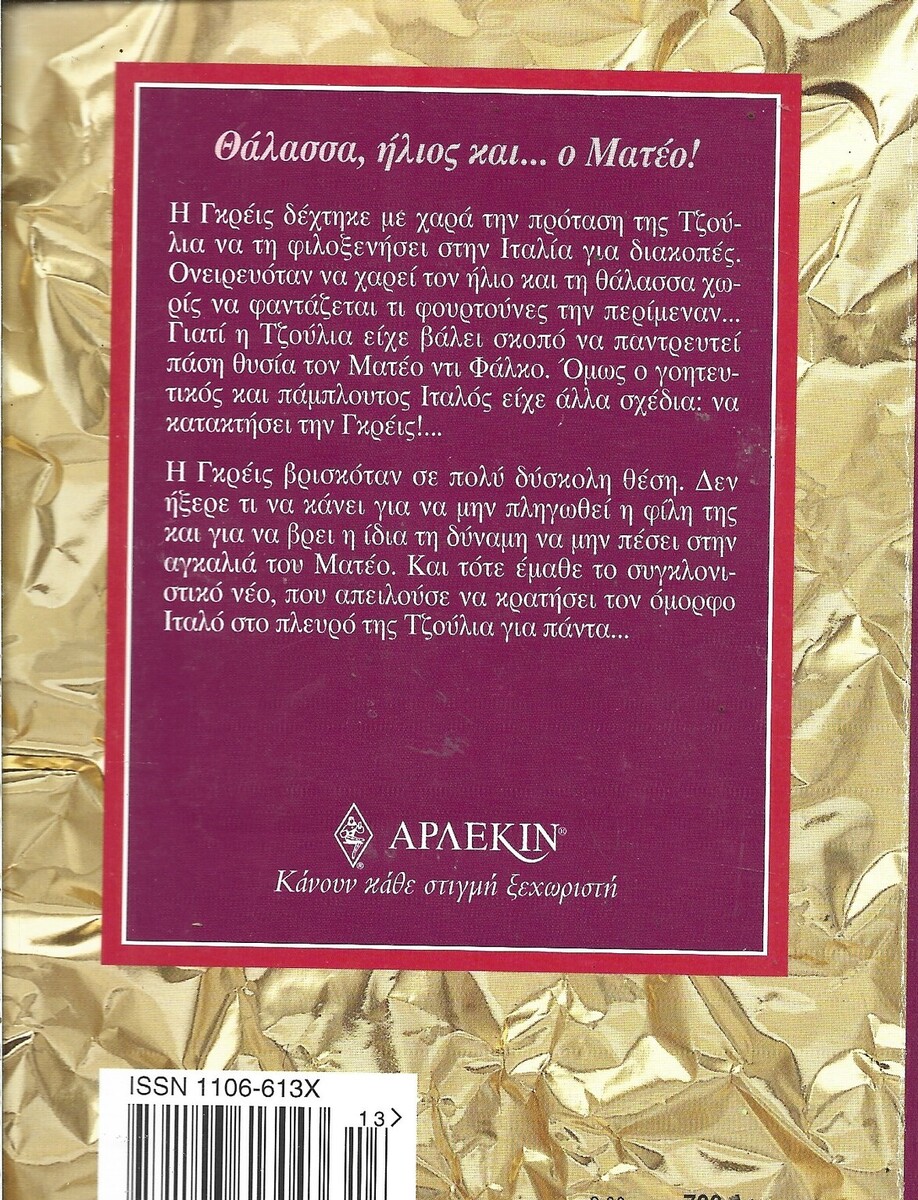 Θάλασσα, ήλιος και... ο Ματέο!
Η Γκρέις δέχτηκε με χαρά την πρόταση της Τζού-
λια να τη φιλοξενήσει στην Ιταλία για διακοπές.
Ονειρευόταν να χαρεί τον ήλιο και τη θάλασσα χω-
ρίς να φαντάζεται τι φουρτούνες την περίμεναν...
Γιατί η Τζούλια είχε βάλει σκοπό να παντρευτεί
πάση θυσία τον Ματέο ντι Φάλκο. Όμως ο γοητευ-
τικός και πάμπλουτος Ιταλός είχε άλλα σχέδια: να
κατακτήσει την Γκρέις!...
Η Γκρέις βρισκόταν σε πολύ δύσκολη θέση. Δεν
ήξερε τι να κάνει για να μην πληγωθεί η φίλη της
και για να βρει η ίδια τη δύναμη να μην πέσει στην
αγκαλιά του Ματέο. Και τότε έμαθε το συγκλονι-
στικό νέο, που απειλούσε να κρατήσει τον όμορφο
Ιταλό στο πλευρό της Τζούλια για πάντα...
ΑΡΛΕΚΙΝ®
Κάνουν κάθε στιγμή ξεχωριστή
ISSN 1106-613X
13>